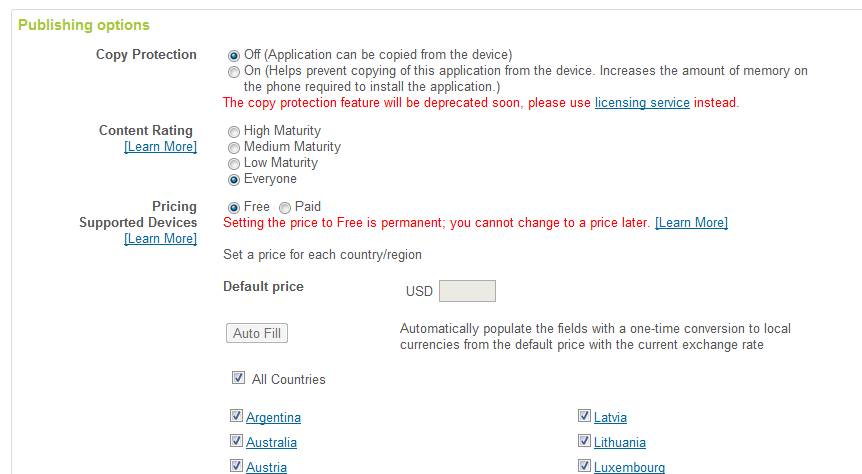 Publishing options
Copy Protection
Off (Application can be copied from the device)
On (Helps prevent copying of this application from the device. Increases the amount of memory on
the phone required to install the application.)
The copy protection feature will be deprecated soon, please use licensing service instead.
Content Rating
[Learn More]
High Maturity
Medium Maturity
Low Maturity
Everyone
Pricing
Free
Paid
Supported Devices
[Learn More]
Setting the price to Free is permanent; you cannot change to a price later. [Learn More]
Set a price for each country/region
Default price
USD
Auto Fill
Automatically populate the fields with a one-time conversion to local
currencies from the default price with the current exchange rate
All Countries
Argentina
Latvia
Australia
Lithuania
Austria
Luxembourg